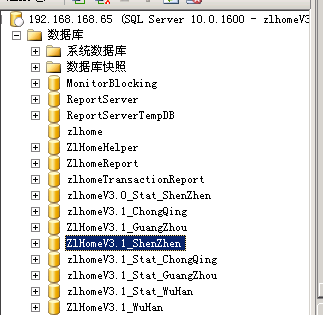 192.168.168.65 (SQL Server 10.0.1600 - zlhomeV3
数据库
系统数据库
数据库快照
MonitorBlocking
ReportServer
ReportServerTempDB
zlhome
ZlHomeHelper
ZlhomeReport
zlhomeTransactionReport
zlhomeV3.0_Stat_ShenZhen
zlhomeV3.1_ChongQing
ZlHomeV3.1_GuangZhou
ZlHomeV3.1_ShenZhen
zlhomeV3.1_Stat_ChongQing
zlhomeV3.1_Stat_GuangZhou
zlhomeV3.1_Stat_WuHan
ZlHomeV3.1_WuHan